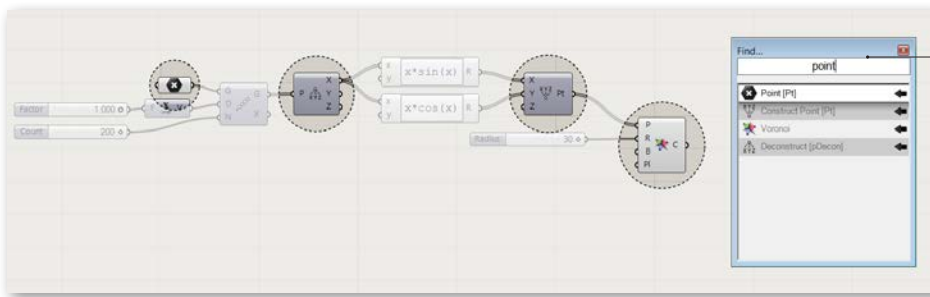 Find...
point
Point [Pt]
Construct Point [Pt]
Voronoi
Deconstruct [pDecon]
Factor 1.000
Count 200
G
D
N
G
X
P
X
Y
Z
x
y
x*sin(x) R
x
y
x*cos(x) R
X
Y
Z
XYZ
Pt
Radius 30
P
R
B
Pl
C